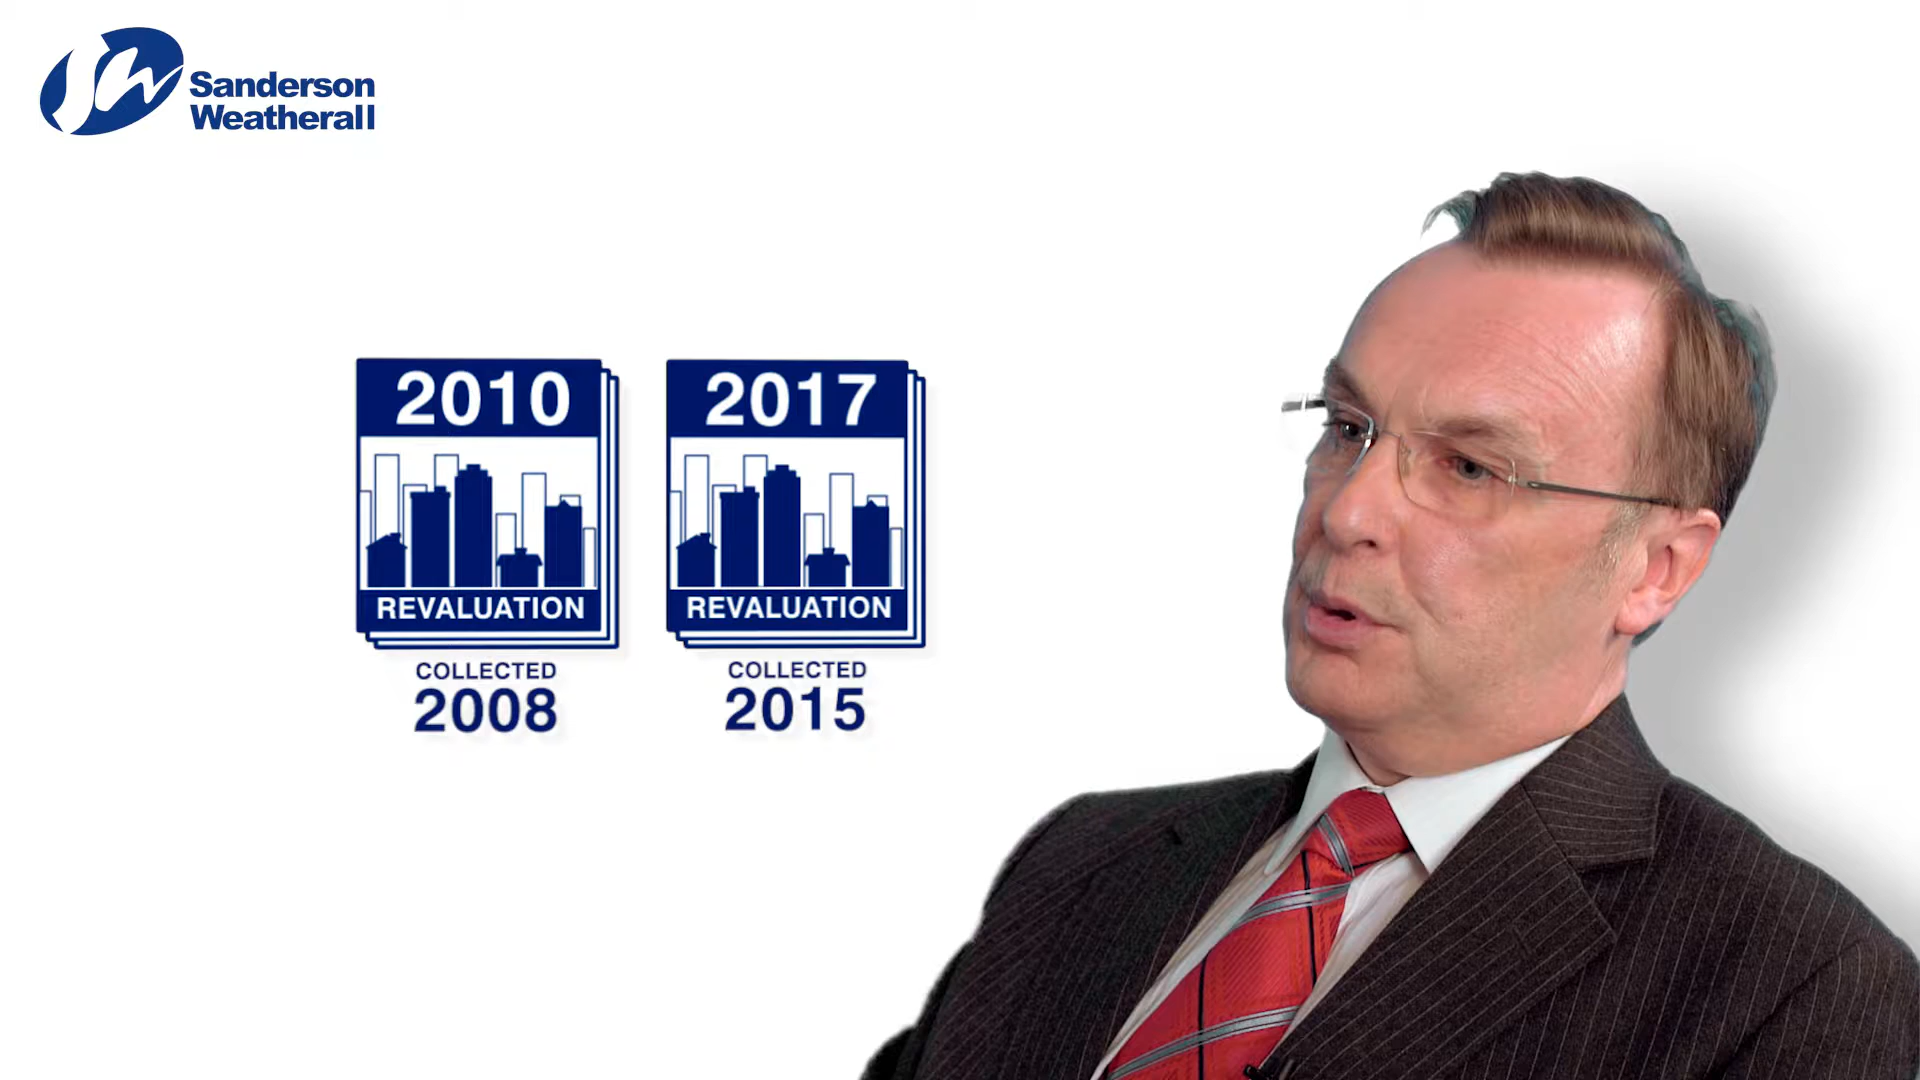 Sanderson
Weatherall
2010
REVALUATION
COLLECTED
2008
2017
REVALUATION
COLLECTED
2015